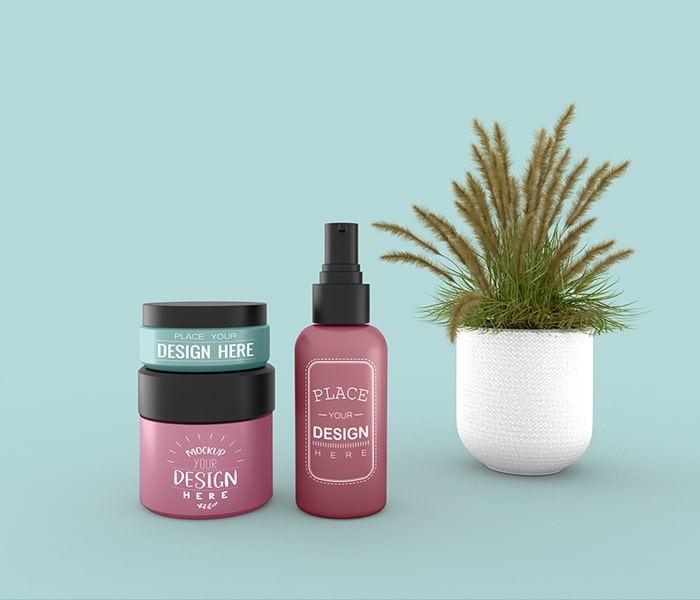 PLACE YOUR
DESIGN HERE
MOCKUP
YOUR
DESIGN
HERE
PLACE
YOUR
DESIGN
HERE